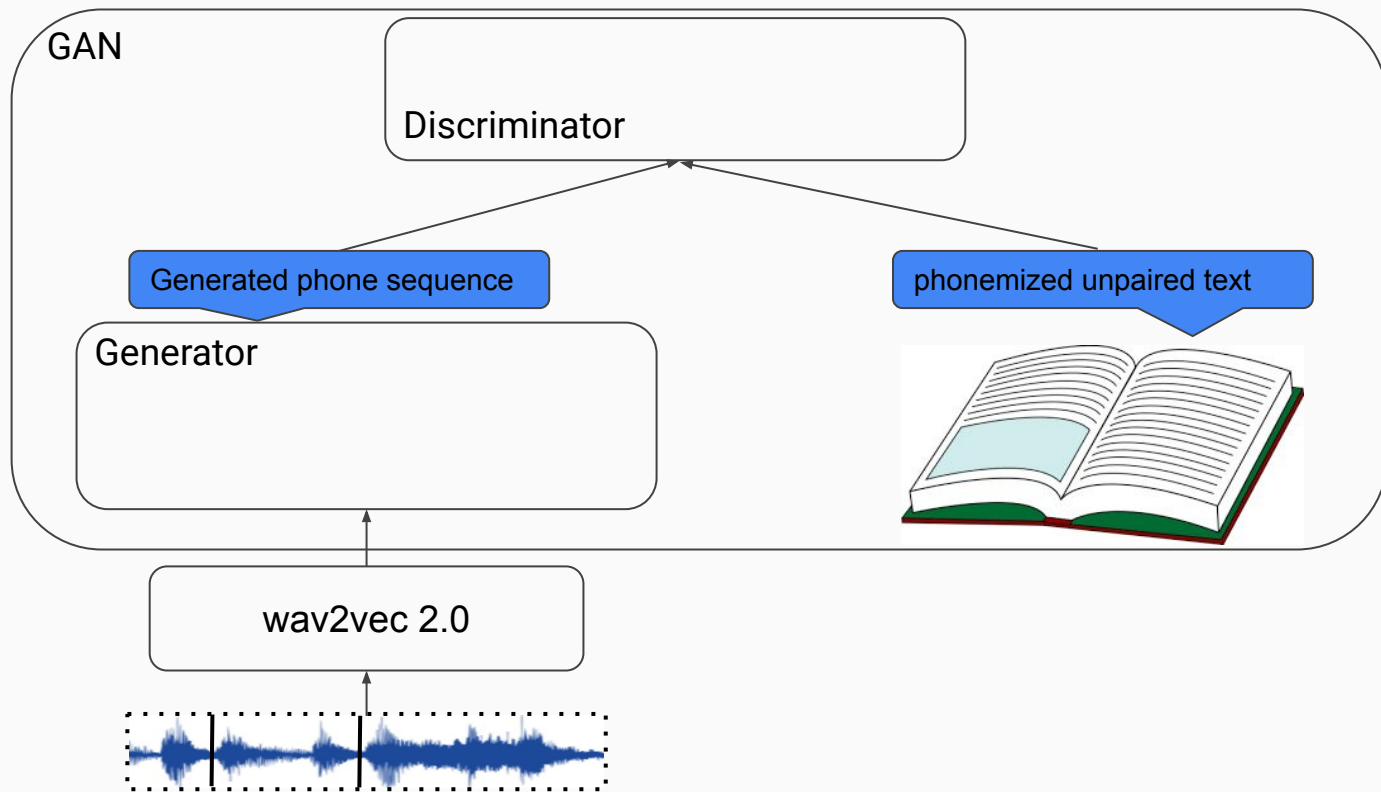 GAN
Discriminator
Generated phone sequence
phonemized unpaired text
Generator
wav2vec 2.0